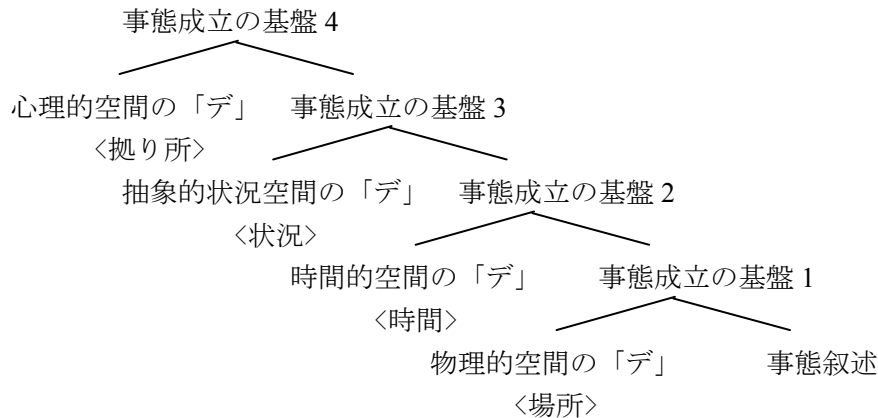 事態成立の基盤 4
心理的空間の「デ」 事態成立の基盤 3
〈拠り所〉
抽象的状況空間の「デ」 事態成立の基盤 2
〈状況〉
時間的空間の「デ」 事態成立の基盤 1
〈時間〉
物理的空間の「デ」 事態叙述
〈場所〉